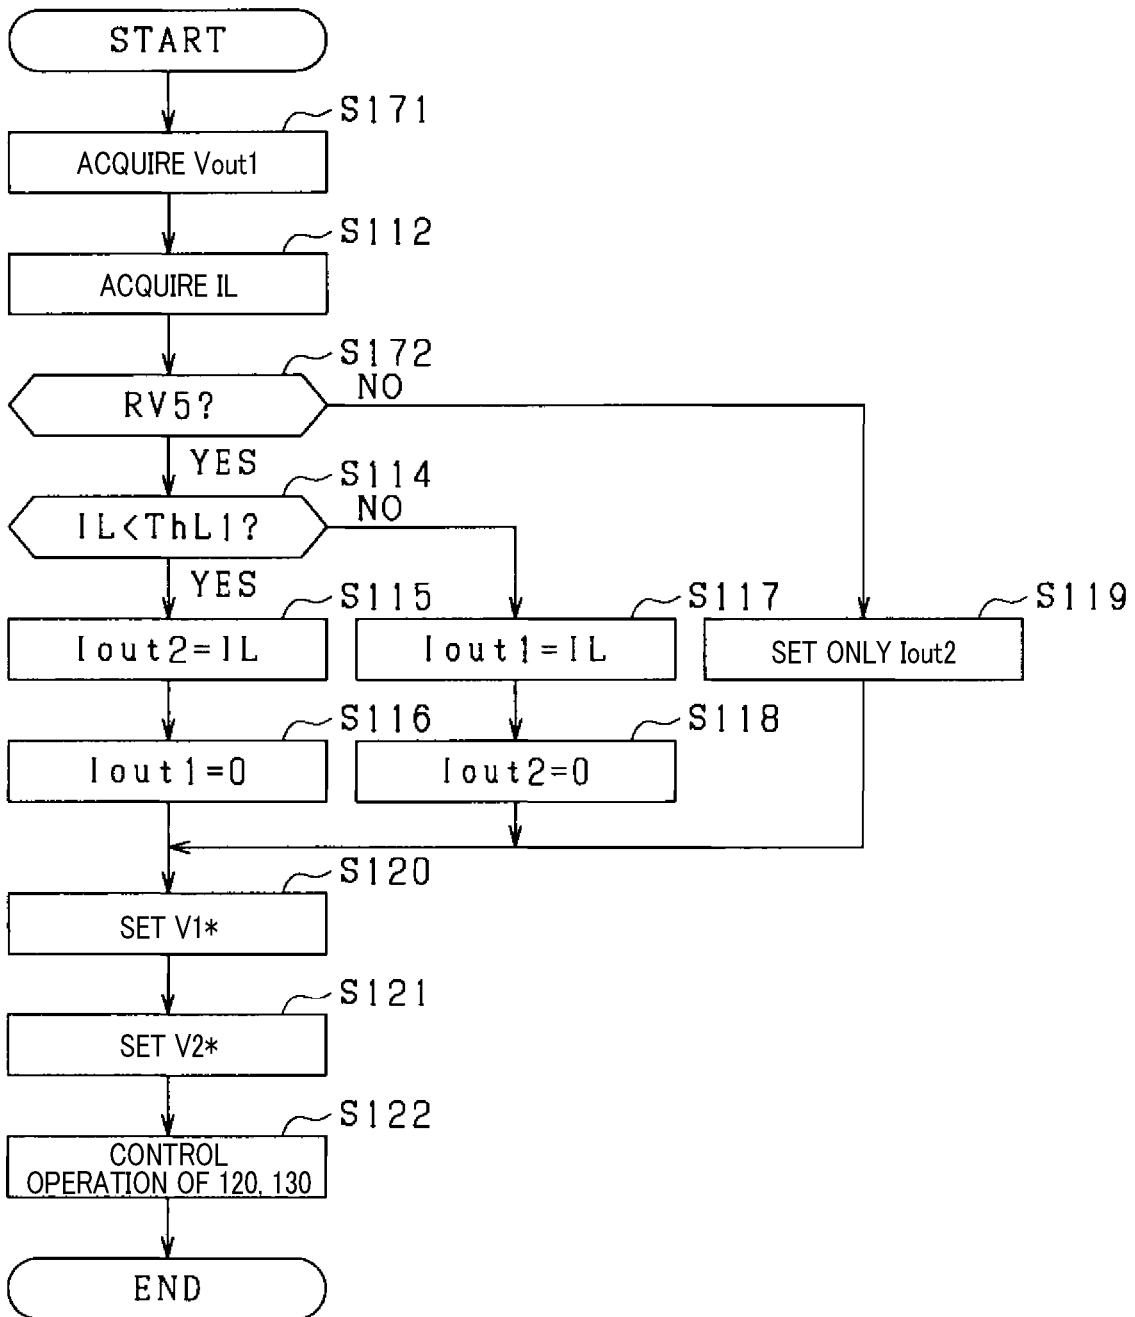 START
S171
ACQUIRE Vout1
S112
ACQUIRE IL
S172
RV5?
NO
YES
S114
IL<ThL1?
NO
YES
S115
Iout2=IL
S117
Iout1=IL
S119
SET ONLY Iout2
S116
Iout1=0
S118
Iout2=0
S120
SET V1*
S121
SET V2*
S122
CONTROL
OPERATION OF 120, 130
END